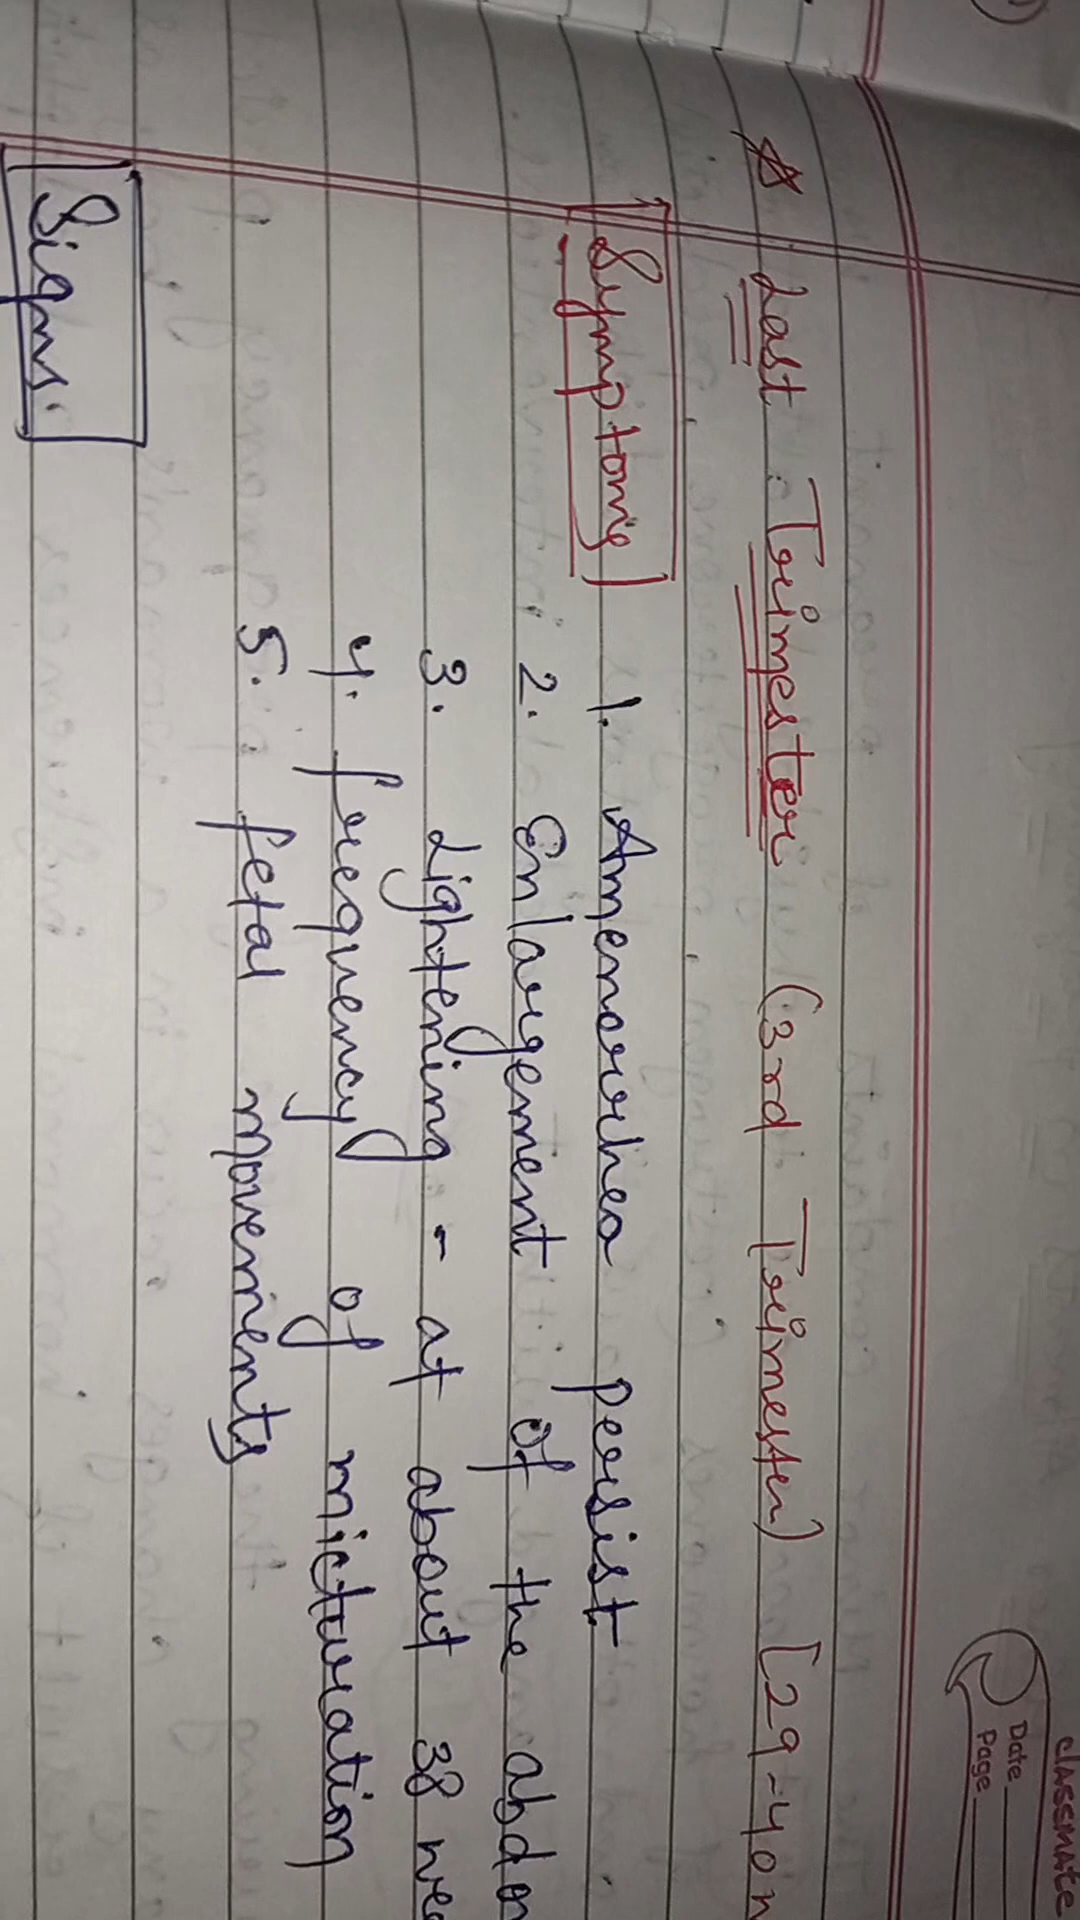 classmate
Date
Page
Last Trimester (3rd Trimester) [29-40
Symptoms 1. Amenorrhea persist
2. Enlargement of the
3. Lightening - at about 38
4. frequency of micturation
5. fetal movements
Signs